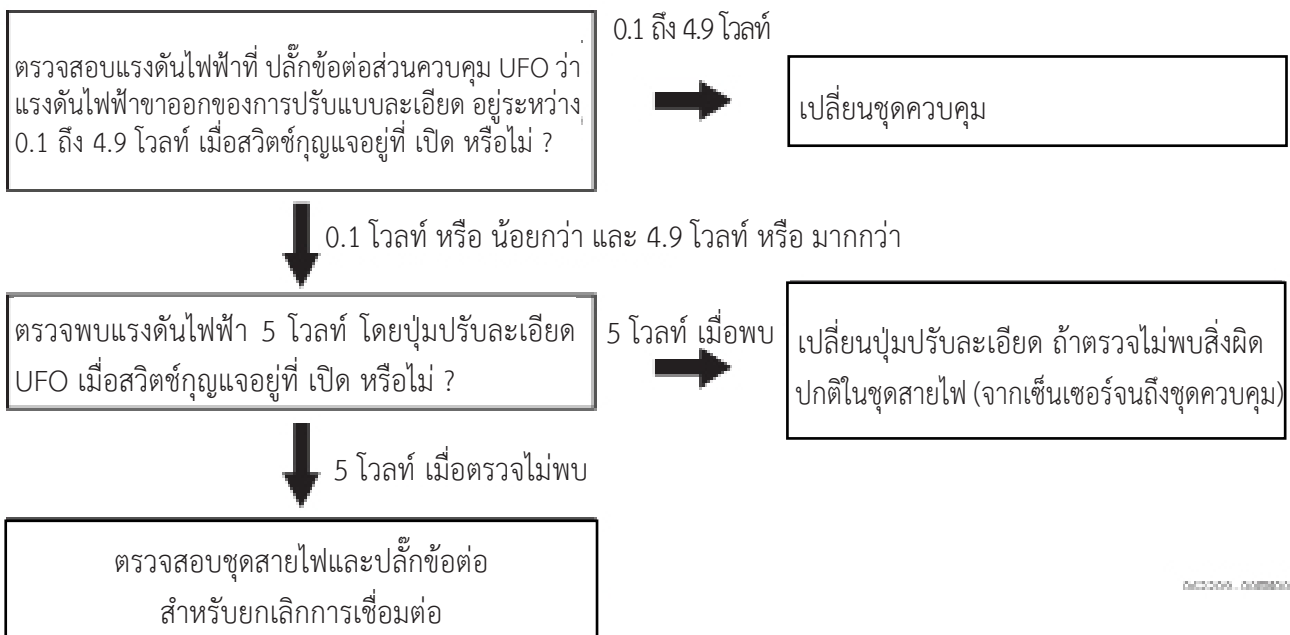 0.1 ถึง 4.9 โวลท์
ตรวจสอบแรงดันไฟฟ้าที่ ปลั๊กข้อต่อส่วนควบคุม UFO ว่า
แรงดันไฟฟ้าขาออกของการปรับแบบละเอียด อยู่ระหว่าง
0.1 ถึง 4.9 โวลท์ เมื่อสวิตช์กุญแจอยู่ที่ เปิด หรือไม่ ?
เปลี่ยนชุดควบคุม
0.1 โวลท์ หรือ น้อยกว่า และ 4.9 โวลท์ หรือ มากกว่า
ตรวจพบแรงดันไฟฟ้า 5 โวลท์ โดยปุ่มปรับละเอียด
UFO เมื่อสวิตช์กุญแจอยู่ที่ เปิด หรือไม่ ?
5 โวลท์ เมื่อพบ
เปลี่ยนปุ่มปรับละเอียด ถ้าตรวจไม่พบสิ่งผิด
ปกติในชุดสายไฟ (จากเซ็นเซอร์จนถึงชุดควบคุม)
5 โวลท์ เมื่อตรวจไม่พบ
ตรวจสอบชุดสายไฟและปลั๊กข้อต่อ
สำหรับยกเลิกการเชื่อมต่อ